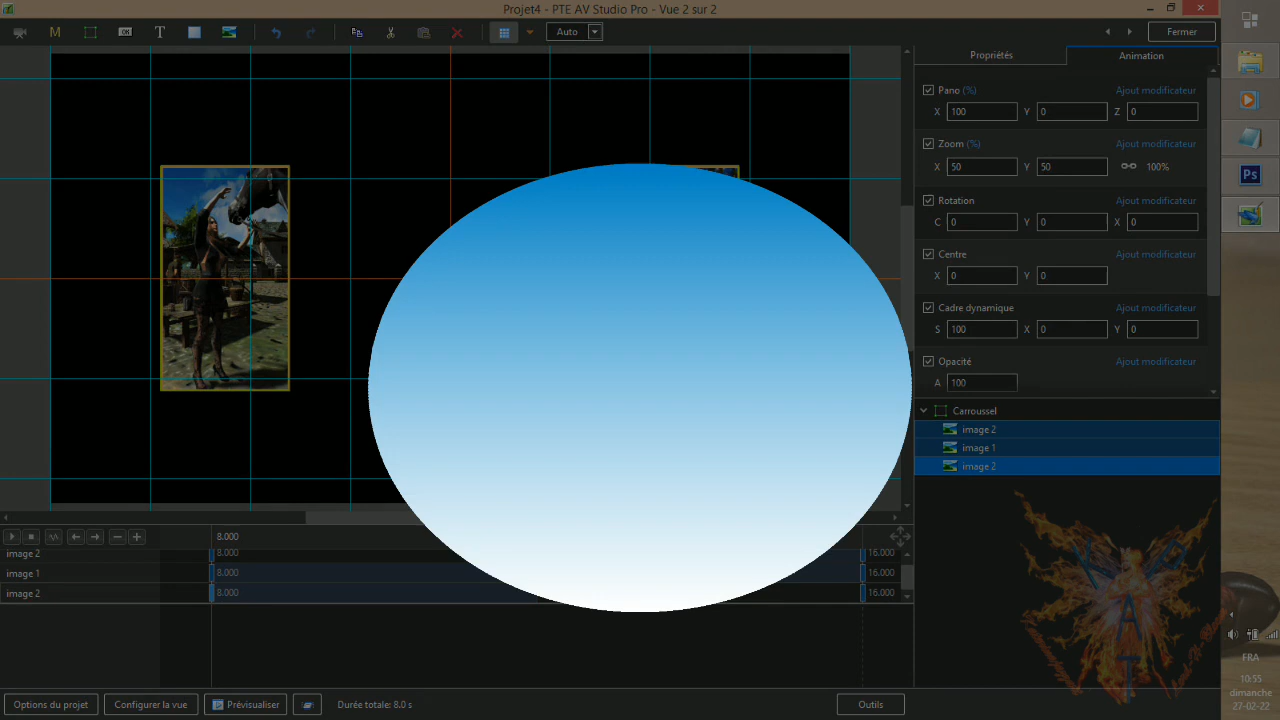 Projet4 - PTE AV Studio Pro - Vue 2 sur 2
M OK T Auto Fermer
Propriétés Animation
Pano (%) Ajout modificateur
X 100 Y 0 Z 0
Zoom (%) Ajout modificateur
X 50 Y 50 100%
Rotation Ajout modificateur
C 0 Y 0 X 0
Centre Ajout modificateur
X 0 Y 0
Cadre dynamique Ajout modificateur
S 100 X 0 Y 0
Opacité Ajout modificateur
A 100
Carroussel
image 2
image 1
image 2
8.000
image 2 8.000 16.000
image 1 8.000 16.000
image 2 8.000 16.000
Options du projet Configurer la vue Prévisualiser Durée totale: 8.0 s Outils
Ps
FRA
10:55
dimanche
27-02-22